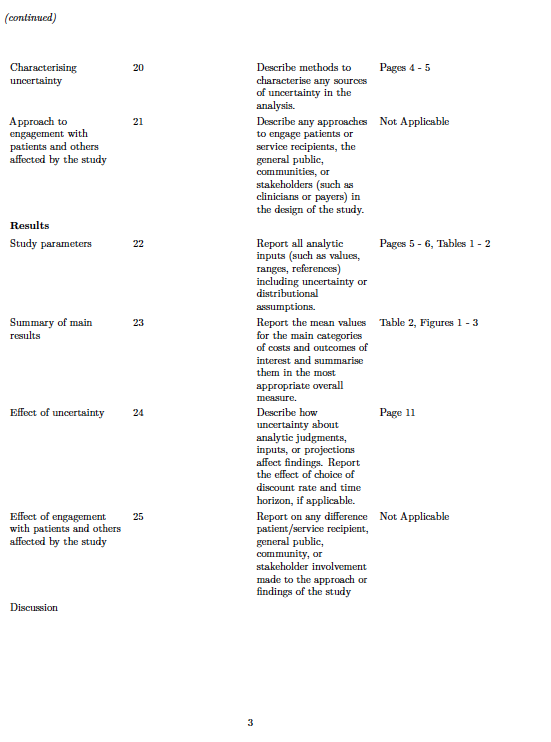 (continued)
Characterising 20 Describe methods to Pages 4 - 5
uncertainty characterise any sources
of uncertainty in the
analysis.
Approach to 21 Describe any approaches Not Applicable
engagement with to engage patients or
patients and others service recipients, the
affected by the study general public,
communities, or
stakeholders (such as
clinicians or payers) in
the design of the study.
Results
Study parameters 22 Report all analytic Pages 5 - 6, Tables 1 - 2
inputs (such as values,
ranges, references)
including uncertainty or
distributional
assumptions.
Summary of main 23 Report the mean values Table 2, Figures 1 - 3
results for the main categories
of costs and outcomes of
interest and summarise
them in the most
appropriate overall
measure.
Effect of uncertainty 24 Describe how Page 11
uncertainty about
analytic judgments,
inputs, or projections
affect findings. Report
the effect of choice of
discount rate and time
horizon, if applicable.
Effect of engagement 25 Report on any difference Not Applicable
with patients and others patient/service recipient,
affected by the study general public,
community, or
stakeholder involvement
made to the approach or
findings of the study
Discussion
3